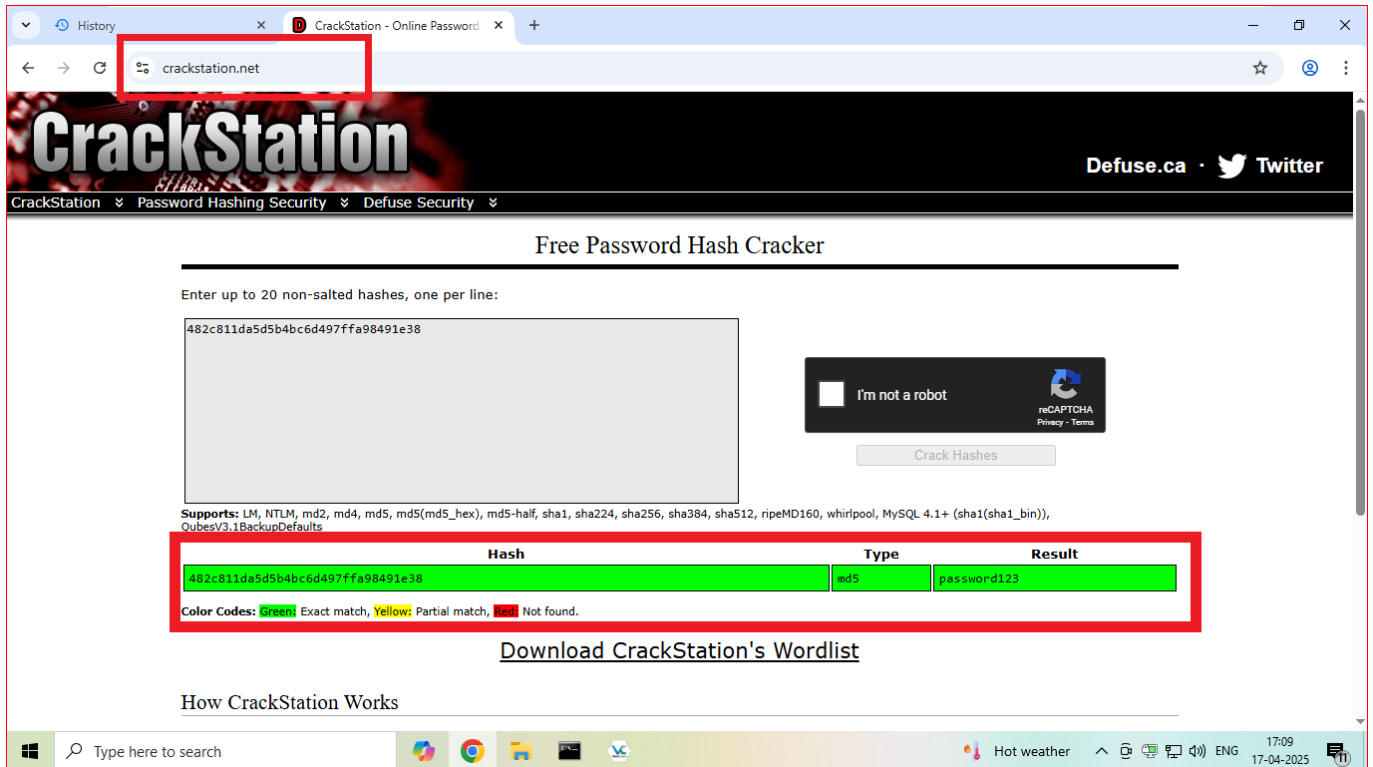 History
CrackStation - Online Password
crackstation.net
CrackStation
Defuse.ca · Twitter
CrackStation Password Hashing Security Defuse Security
Free Password Hash Cracker
Enter up to 20 non-salted hashes, one per line:
482c811da5d5b4bc6d497ffa98491e38
I'm not a robot
reCAPTCHA
Privacy - Terms
Crack Hashes
Supports: LM, NTLM, md2, md4, md5, md5(md5_hex), md5-half, sha1, sha224, sha256, sha384, sha512, ripeMD160, whirlpool, MySQL 4.1+ (sha1(sha1_bin)),
QubesV3.1BackupDefaults
Hash Type Result
482c811da5d5b4bc6d497ffa98491e38 md5 password123
Color Codes: Green: Exact match, Yellow: Partial match, Red: Not found.
Download CrackStation's Wordlist
How CrackStation Works
Type here to search
Hot weather
ENG
17:09
17-04-2025
11